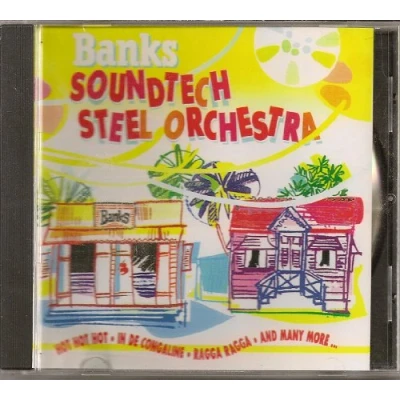 Banks
SOUNDTECH
STEEL ORCHESTRA
Banks
HOT HOT HOT • IN DE CONGALINE • RAGGA RAGGA • AND MANY MORE ...